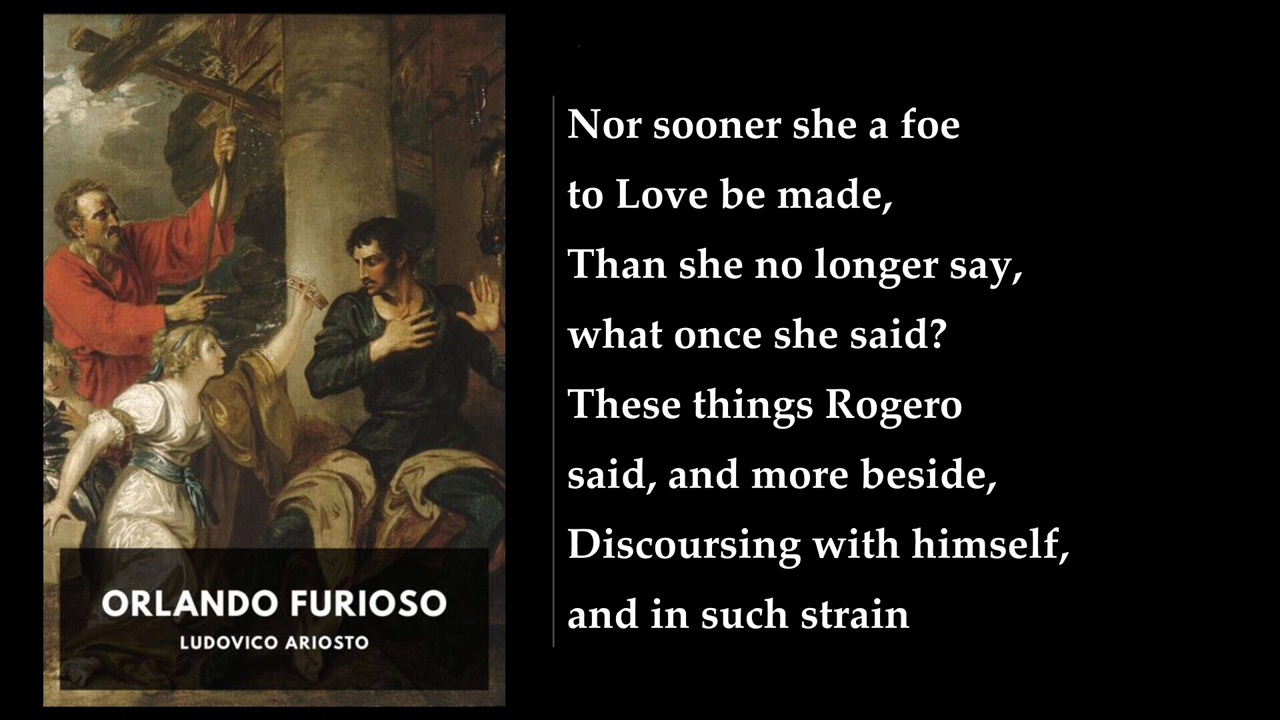 ORLANDO FURIOSO
LUDOVICO ARIOSTO
Nor sooner she a foe
to Love be made,
Than she no longer say,
what once she said?
These things Rogero
said, and more beside,
Discoursing with himself,
and in such strain